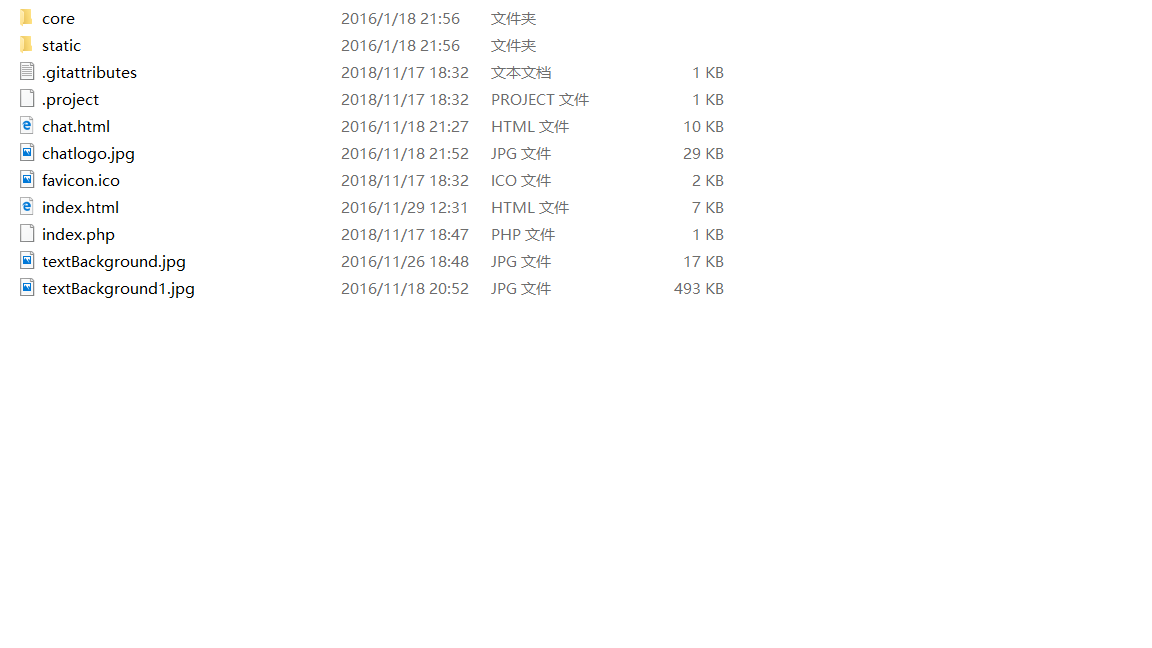 core 2016/1/18 21:56 文件夹
static 2016/1/18 21:56 文件夹
.gitattributes 2018/11/17 18:32 文本文档 1 KB
.project 2018/11/17 18:32 PROJECT 文件 1 KB
chat.html 2016/11/18 21:27 HTML 文件 10 KB
chatlogo.jpg 2016/11/18 21:52 JPG 文件 29 KB
favicon.ico 2018/11/17 18:32 ICO 文件 2 KB
index.html 2016/11/29 12:31 HTML 文件 7 KB
index.php 2018/11/17 18:47 PHP 文件 1 KB
textBackground.jpg 2016/11/26 18:48 JPG 文件 17 KB
textBackground1.jpg 2016/11/18 20:52 JPG 文件 493 KB